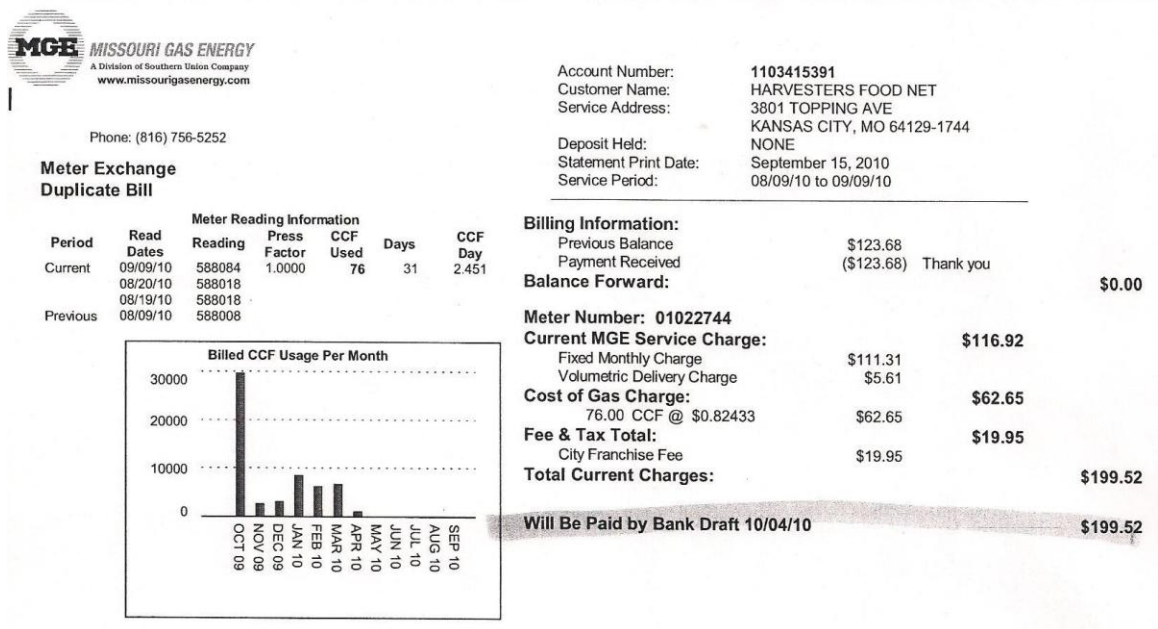 MGE MISSOURI GAS ENERGY
A Division of Southern Union Company
www.missourigasenergy.com
Phone: (816) 756-5252
Meter Exchange
Duplicate Bill
Account Number: 1103415391
Customer Name: HARVESTERS FOOD NET
Service Address: 3801 TOPPING AVE
KANSAS CITY, MO 64129-1744
Deposit Held: NONE
Statement Print Date: September 15, 2010
Service Period: 08/09/10 to 09/09/10
Meter Reading Information
Period Read Dates Reading Press Factor CCF Used Days CCF Day
Current 09/09/10 588084 1.0000 76 31 2.451
08/20/10 588018
08/19/10 588018
Previous 08/09/10 588008
Billed CCF Usage Per Month
30000
20000
10000
0
OCT 09 NOV 09 DEC 09 JAN 10 FEB 10 MAR 10 APR 10 MAY 10 JUN 10 JUL 10 AUG 10 SEP 10
Billing Information:
Previous Balance $123.68
Payment Received ($123.68) Thank you
Balance Forward: $0.00
Meter Number: 01022744
Current MGE Service Charge: $116.92
Fixed Monthly Charge $111.31
Volumetric Delivery Charge $5.61
Cost of Gas Charge: $62.65
76.00 CCF @ $0.82433 $62.65
Fee & Tax Total: $19.95
City Franchise Fee $19.95
Total Current Charges: $199.52
Will Be Paid by Bank Draft 10/04/10 $199.52